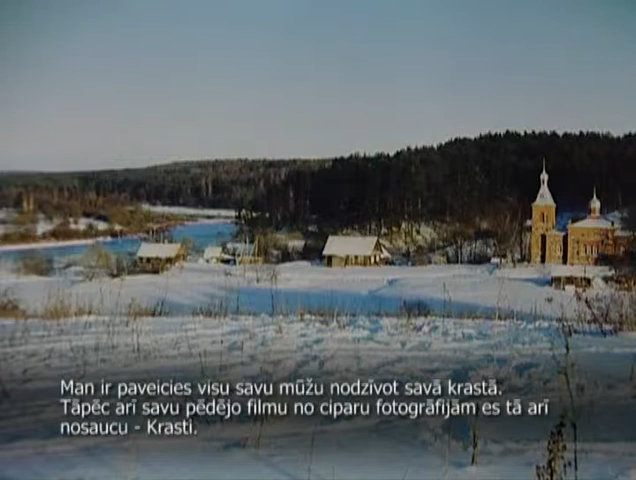 Man ir paveicies visu savu mūžu nodzīvot savā krastā.
Tāpēc arī savu pēdējo filmu no ciparu fotogrāfijām es tā arī
nosaucu - Krasti.